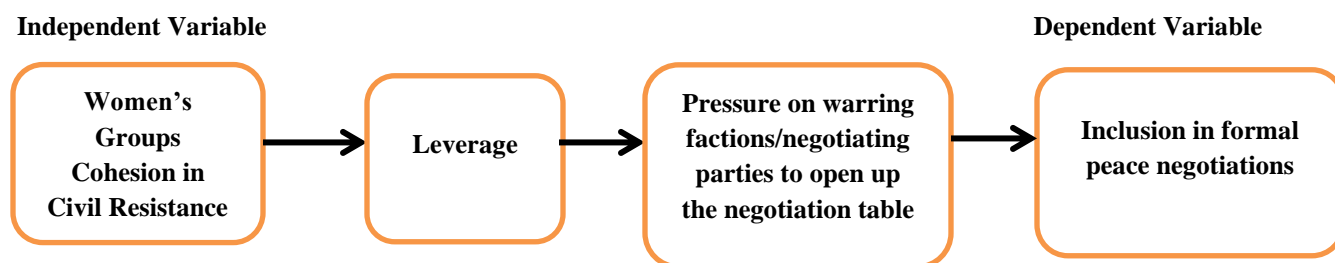 Independent Variable
Dependent Variable
Women’s
Groups
Cohesion in
Civil Resistance
Leverage
Pressure on warring
factions/negotiating
parties to open up
the negotiation table
Inclusion in formal
peace negotiations